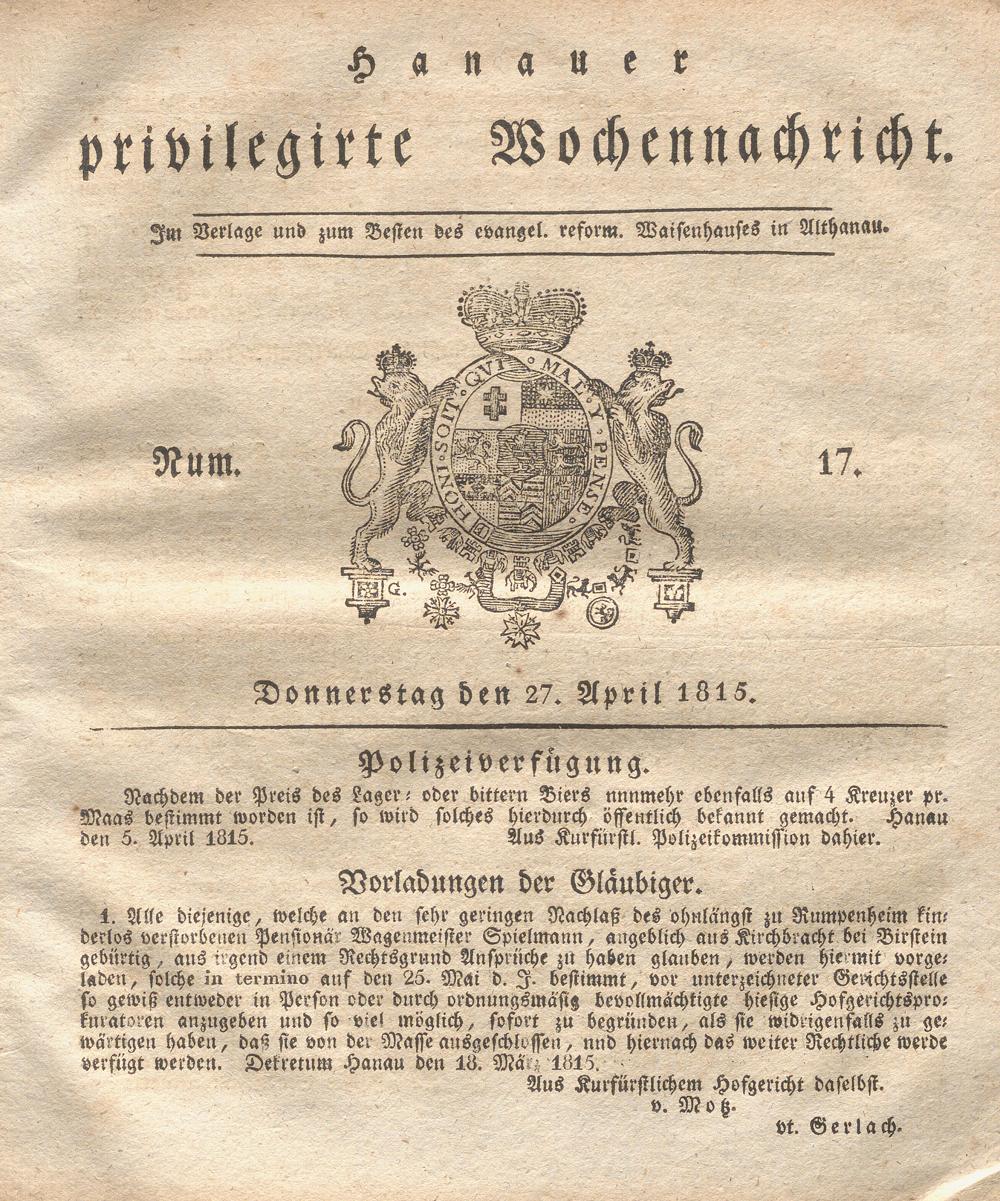 Hanauer
privilegirte Wochennachricht.
Im Verlage und zum Besten des evangel. reform. Waisenhauses in Althanau.
HONI·SOIT·QVI·MAL·Y·PENSE·
Num. 17.
G.
Donnerstag den 27. April 1815.
Polizeiverfügung.
Nachdem der Preis des Lager- oder bittern Biers nnnmehr ebenfalls auf 4 Kreuzer pr.
Maas bestimmt worden ist, so wird solches hierdurch öffentlich bekannt gemacht. Hanau
den 5. April 1815. Aus Kurfürstl. Polizeikommission dahier.
Vorladungen der Gläubiger.
1. Alle diejenige, welche an den sehr geringen Nachlaß des ohnlängst zu Rumpenheim kin-
derlos verstorbenen Pensionär Wagenmeister Spielmann, angeblich aus Kirchbracht bei Birstein
gebürtig, aus irgend einem Rechtsgrund Ansprüche zu haben glauben, werden hiermit vorge-
laden, solche in termino auf den 25. Mai d. J. bestimmt, vor unterzeichneter Gerichtsstelle
so gewiß entweder in Person oder durch ordnungsmäsig bevollmächtigte hiesige Hofgerichtspro-
kuratoren anzugeben und so viel möglich, sofort zu begründen, als sie widrigenfalls zu ge-
wärtigen haben, daß sie von der Masse ausgeschlossen, und hiernach das weiter Rechtliche werde
verfügt werden. Dekretum Hanau den 18. März 1815.
Aus Kurfürstlichem Hofgericht daselbst.
v. Motz.
vt. Gerlach.